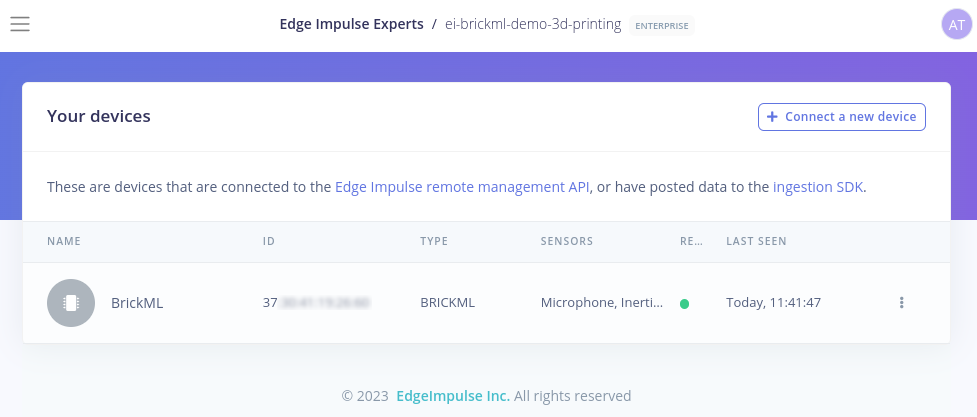 Edge Impulse Experts / ei-brickml-demo-3d-printing ENTERPRISE AT
Your devices + Connect a new device
These are devices that are connected to the Edge Impulse remote management API, or have posted data to the ingestion SDK.
NAME ID TYPE SENSORS RE... LAST SEEN
BrickML 37 BRICKML Microphone, Inerti... Today, 11:41:47
© 2023 EdgeImpulse Inc. All rights reserved